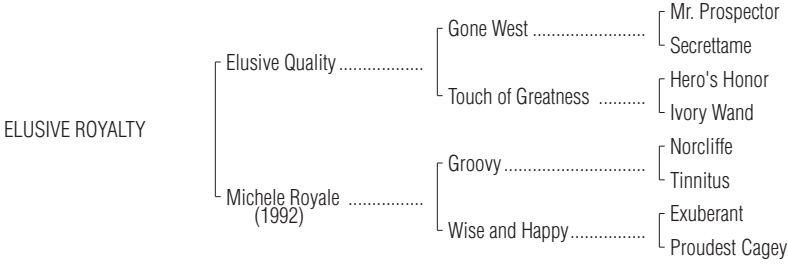 Mr. Prospector
Gone West ........................
Secrettame
Elusive Quality ..................
Hero's Honor
Touch of Greatness ..........
Ivory Wand
ELUSIVE ROYALTY
Norcliffe
Groovy ..............................
Tinnitus
Michele Royale ................
(1992)
Exuberant
Wise and Happy ................
Proudest Cagey